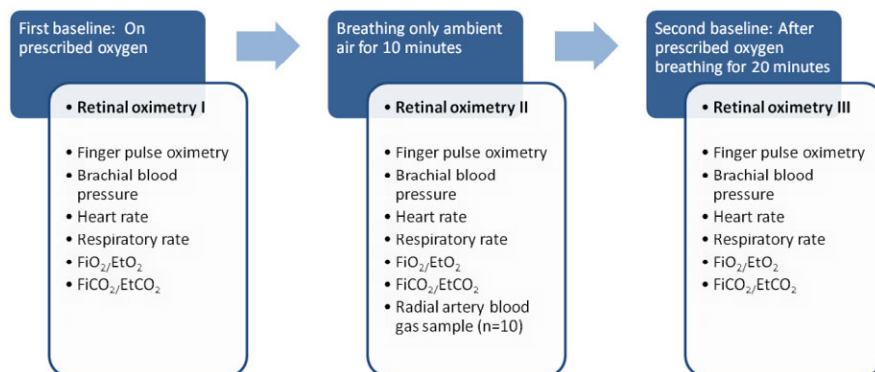 First baseline: On
prescribed oxygen
• Retinal oximetry I
• Finger pulse oximetry
• Brachial blood
pressure
• Heart rate
• Respiratory rate
• FiO₂/EtO₂
• FiCO₂/EtCO₂
Breathing only ambient
air for 10 minutes
• Retinal oximetry II
• Finger pulse oximetry
• Brachial blood
pressure
• Heart rate
• Respiratory rate
• FiO₂/EtO₂
• FiCO₂/EtCO₂
• Radial artery blood
gas sample (n=10)
Second baseline: After
prescribed oxygen
breathing for 20 minutes
• Retinal oximetry III
• Finger pulse oximetry
• Brachial blood
pressure
• Heart rate
• Respiratory rate
• FiO₂/EtO₂
• FiCO₂/EtCO₂